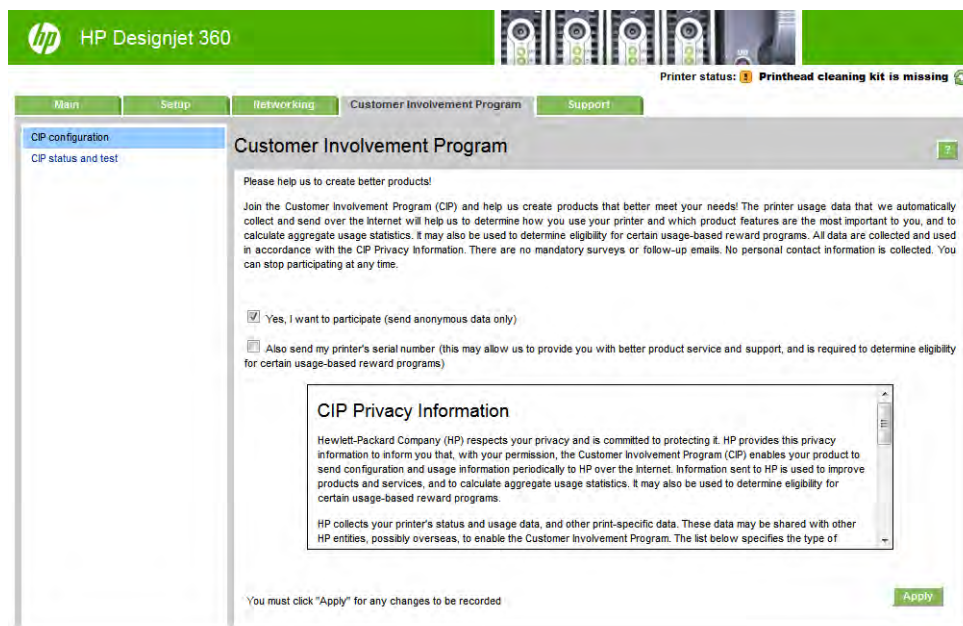 hp HP Designjet 360
Printer status: Printhead cleaning kit is missing
Main Setup Networking Customer Involvement Program Support
CIP configuration
CIP status and test
Customer Involvement Program
?
Please help us to create better products!
Join the Customer Involvement Program (CIP) and help us create products that better meet your needs! The printer usage data that we automatically
collect and send over the Internet will help us to determine how you use your printer and which product features are the most important to you, and to
calculate aggregate usage statistics. It may also be used to determine eligibility for certain usage-based reward programs. All data are collected and used
in accordance with the CIP Privacy Information. There are no mandatory surveys or follow-up emails. No personal contact information is collected. You
can stop participating at any time.
Yes, I want to participate (send anonymous data only)
Also send my printer's serial number (this may allow us to provide you with better product service and support, and is required to determine eligibility
for certain usage-based reward programs)
CIP Privacy Information
Hewlett-Packard Company (HP) respects your privacy and is committed to protecting it. HP provides this privacy
information to inform you that, with your permission, the Customer Involvement Program (CIP) enables your product to
send configuration and usage information periodically to HP over the Internet. Information sent to HP is used to improve
products and services, and to calculate aggregate usage statistics. It may also be used to determine eligibility for
certain usage-based reward programs.
HP collects your printer's status and usage data, and other print-specific data. These data may be shared with other
HP entities, possibly overseas, to enable the Customer Involvement Program. The list below specifies the type of
You must click "Apply" for any changes to be recorded
Apply